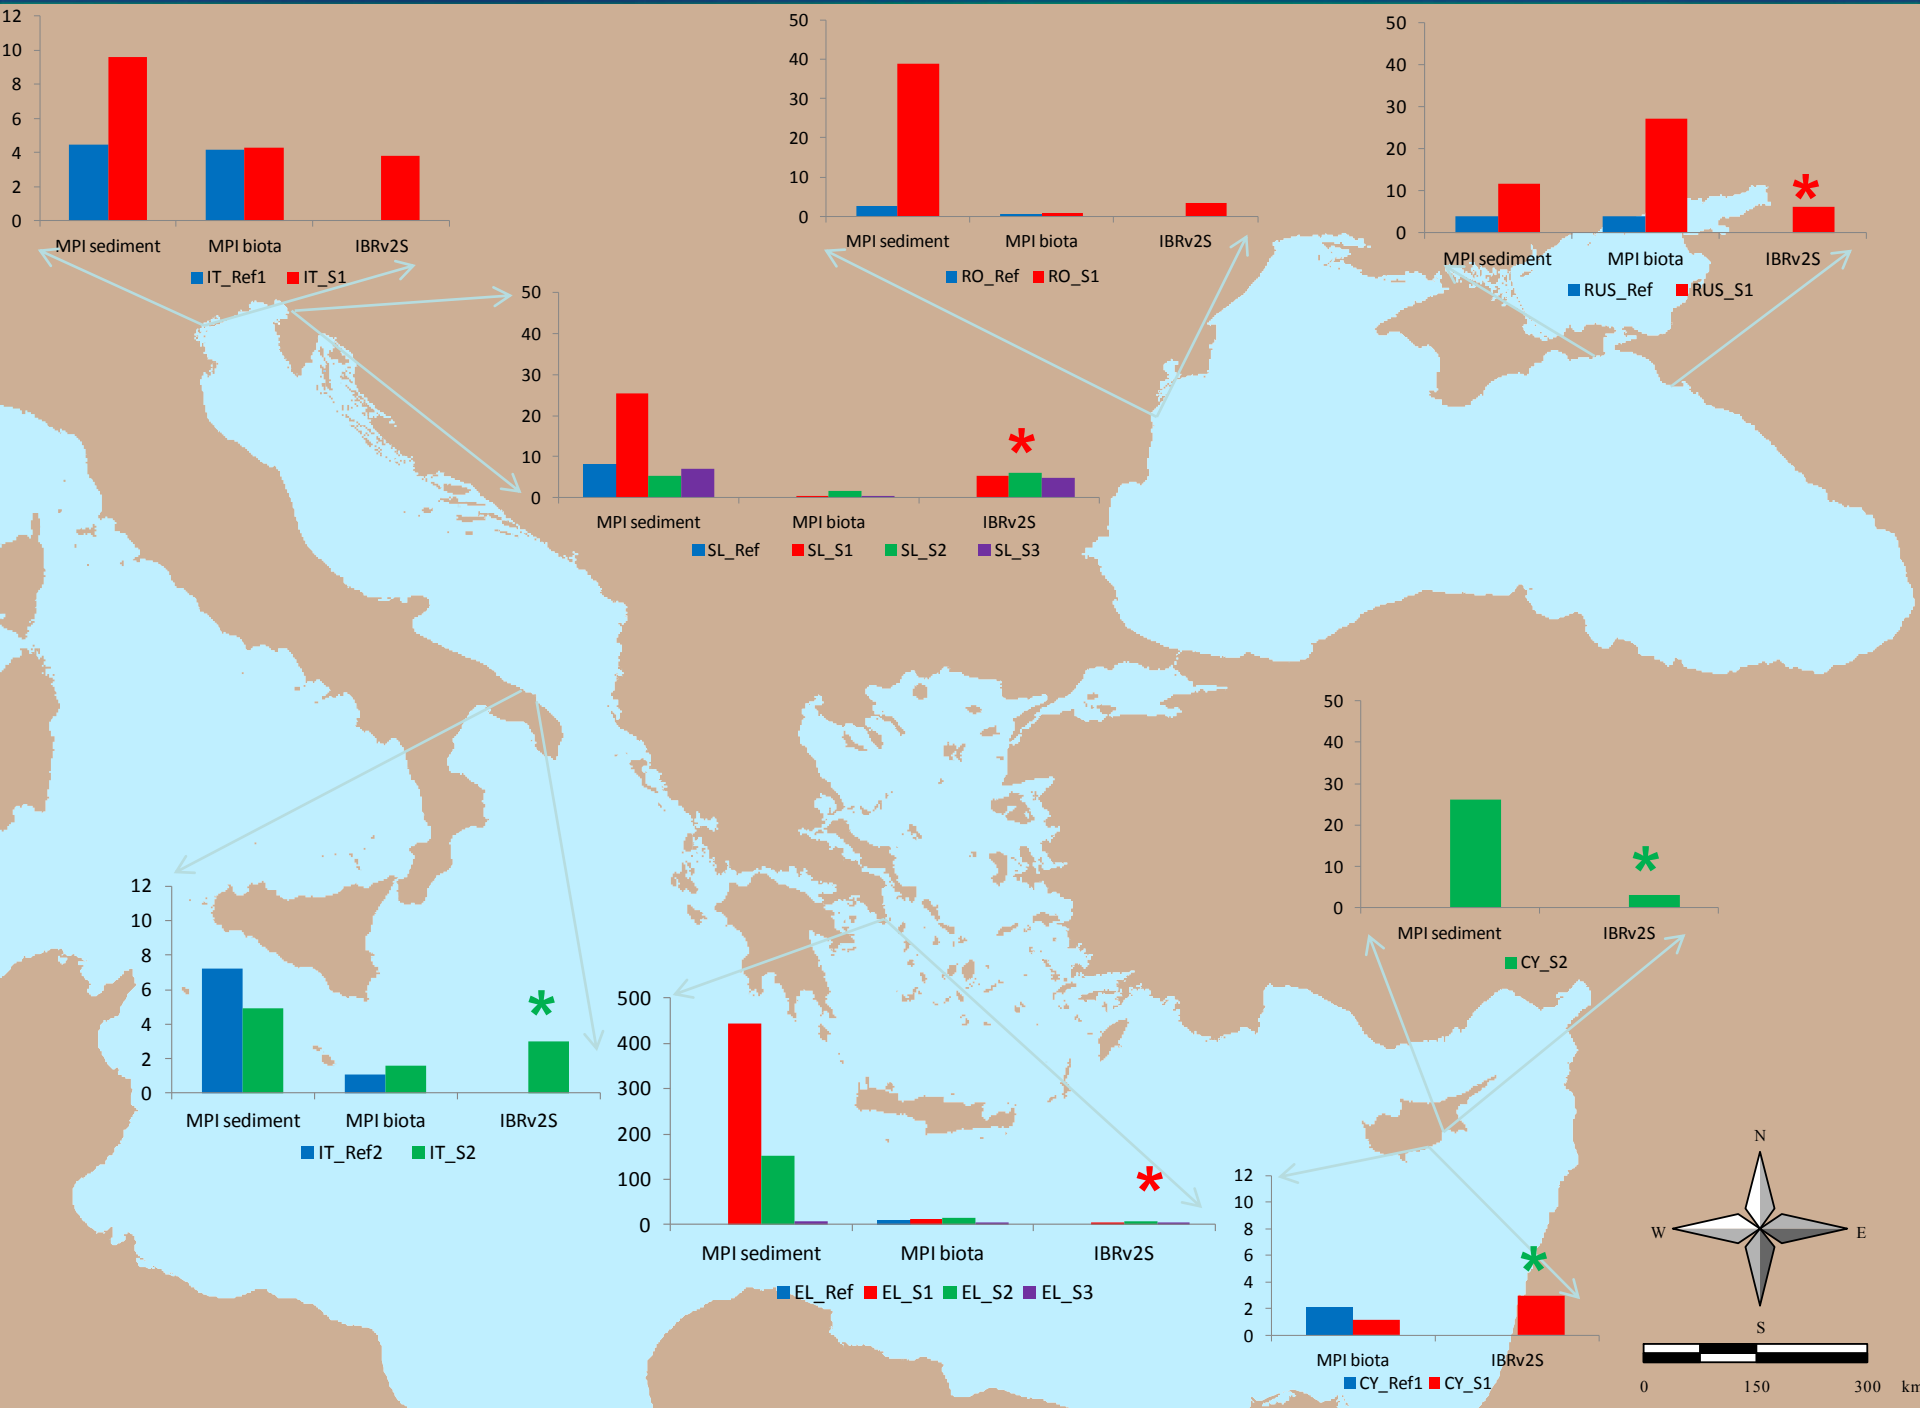 12
10
8
6
4
2
0
MPI sediment MPI biota IBRv2S
IT_Ref1 IT_S1
50
40
30
20
10
0
MPI sediment MPI biota IBRv2S
RO_Ref RO_S1
50
40
30
20
10
0
*
MPI sediment MPI biota IBRv2S
RUS_Ref RUS_S1
50
40
30
20
10
0
*
MPI sediment MPI biota IBRv2S
SL_Ref SL_S1 SL_S2 SL_S3
50
40
30
20
10
0
*
MPI sediment IBRv2S
CY_S2
12
10
8
6
4
2
0
*
MPI sediment MPI biota IBRv2S
IT_Ref2 IT_S2
500
400
300
200
100
0
*
MPI sediment MPI biota IBRv2S
EL_Ref EL_S1 EL_S2 EL_S3
12
10
8
6
4
2
0
*
MPI biota IBRv2S
CY_Ref1 CY_S1
N
W E
S
0 150 300 km